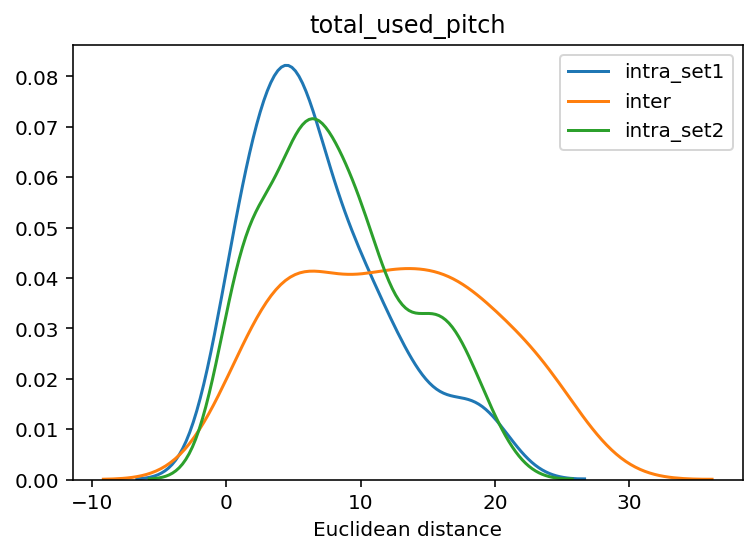 total_used_pitch
intra_set1
inter
intra_set2
0.08
0.07
0.06
0.05
0.04
0.03
0.02
0.01
0.00
−10 0 10 20 30
Euclidean distance